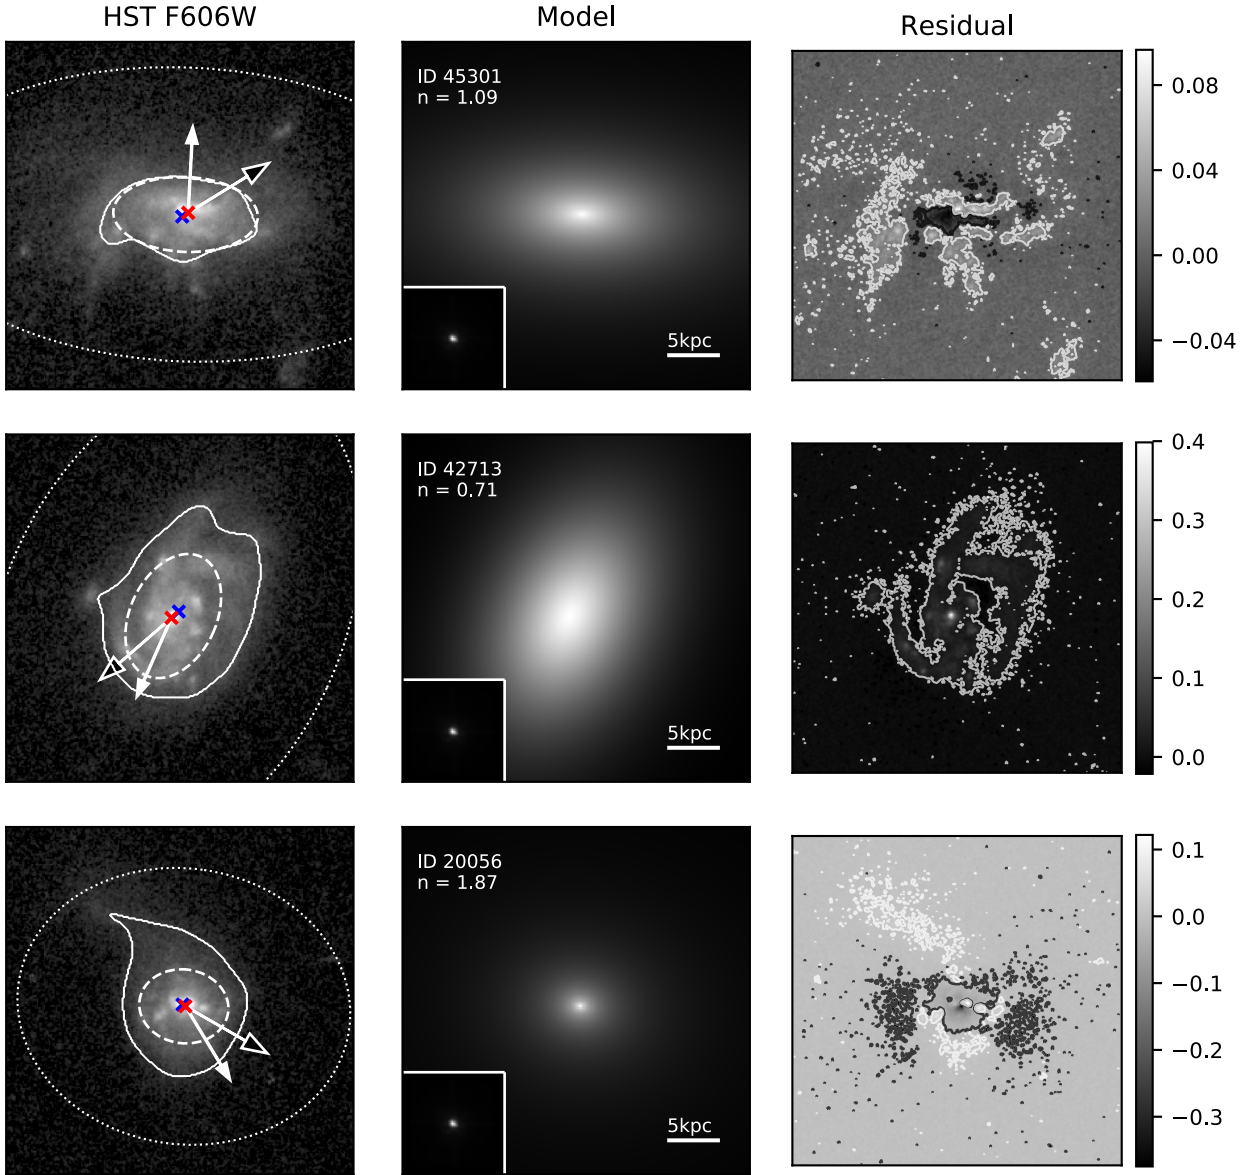 HST F606W
Model
Residual
ID 45301
n = 1.09
5kpc
0.08
0.04
0.00
−0.04
ID 42713
n = 0.71
5kpc
0.4
0.3
0.2
0.1
0.0
ID 20056
n = 1.87
5kpc
0.1
0.0
−0.1
−0.2
−0.3